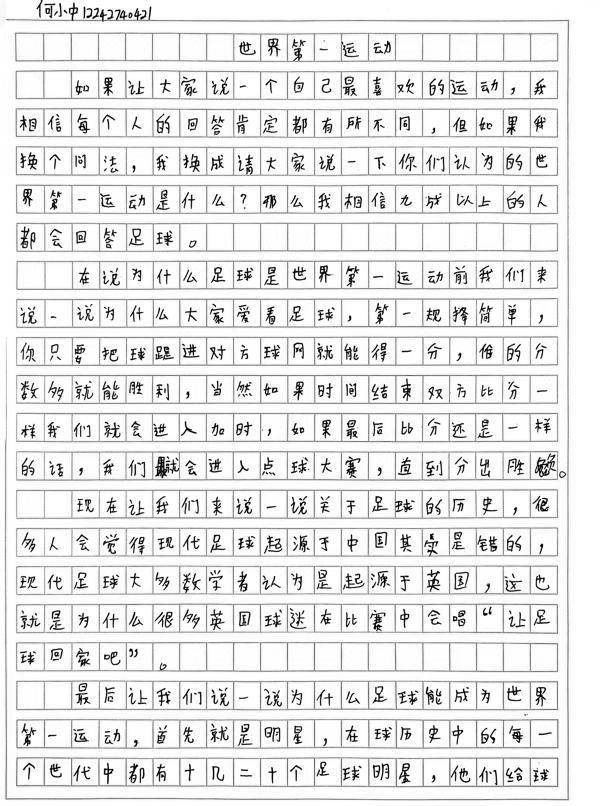 何小中12242740421
世界第一运动
如果让大家说一个自己最喜欢的运动，我
相信每个人的回答肯定都有所不同，但如果我
换个问法，我换成请大家说一下你们认为的世
界第一运动是什么？那么我相信九成以上的人
都会回答足球。
在说为什么足球是世界第一运动前我们来
说一说为什么大家爱看足球，第一规择简单，
你只要把球踢进对方球网就能得一分，谁的分
数多就能胜利，当然如果时间结束双方比分一
样我们就会进入加时，如果最后比分还是一样
的话，我们就会进入点球大赛，直到分出胜负。
现在让我们来说一说关于足球的历史，很
多人会觉得现代足球起源于中国其实是错的，
现代足球大多数学者认为是起源于英国，这也
就是为什么很多英国球迷在比赛中会唱“让足
球回家吧”。
最后让我们说一说为什么足球能成为世界
第一运动，首先就是明星，在球历史中的每一
个世代中都有十几二十个足球明星，他们给球